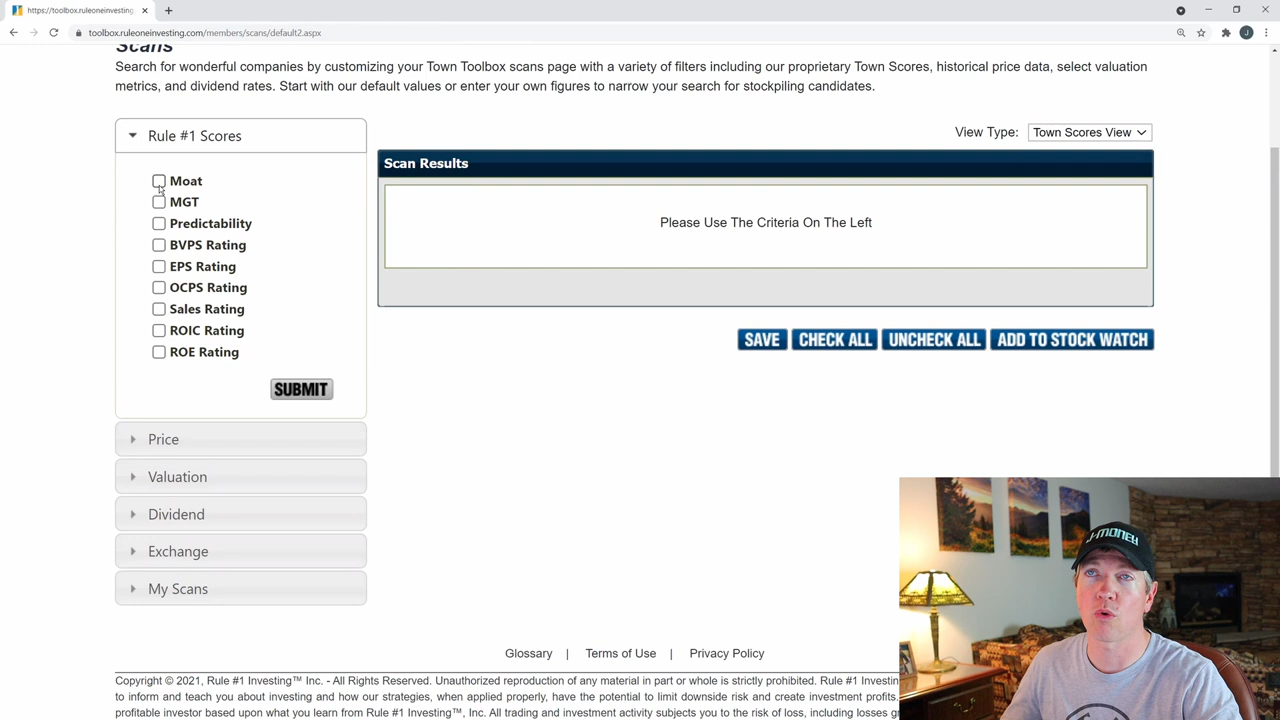 https://toolbox.ruleoneinvesting.
toolbox.ruleoneinvesting.com/members/scans/default2.aspx
J
Scans
Search for wonderful companies by customizing your Town Toolbox scans page with a variety of filters including our proprietary Town Scores, historical price data, select valuation
metrics, and dividend rates. Start with our default values or enter your own figures to narrow your search for stockpiling candidates.
Rule #1 Scores
View Type: Town Scores View
Scan Results
Please Use The Criteria On The Left
Moat
MGT
Predictability
BVPS Rating
EPS Rating
OCPS Rating
Sales Rating
ROIC Rating
ROE Rating
SUBMIT
SAVE CHECK ALL UNCHECK ALL ADD TO STOCK WATCH
Price
Valuation
Dividend
Exchange
My Scans
J-MONEY
Glossary | Terms of Use | Privacy Policy
Copyright © 2021, Rule #1 Investing™ Inc. - All Rights Reserved. Unauthorized reproduction of any material in part or whole is strictly prohibited. Rule #1 Investin
to inform and teach you about investing and how our strategies, when applied properly, have the potential to limit downside risk and create investment profits.
profitable investor based upon what you learn from Rule #1 Investing™, Inc. All trading and investment activity subjects you to the risk of loss, including losses g